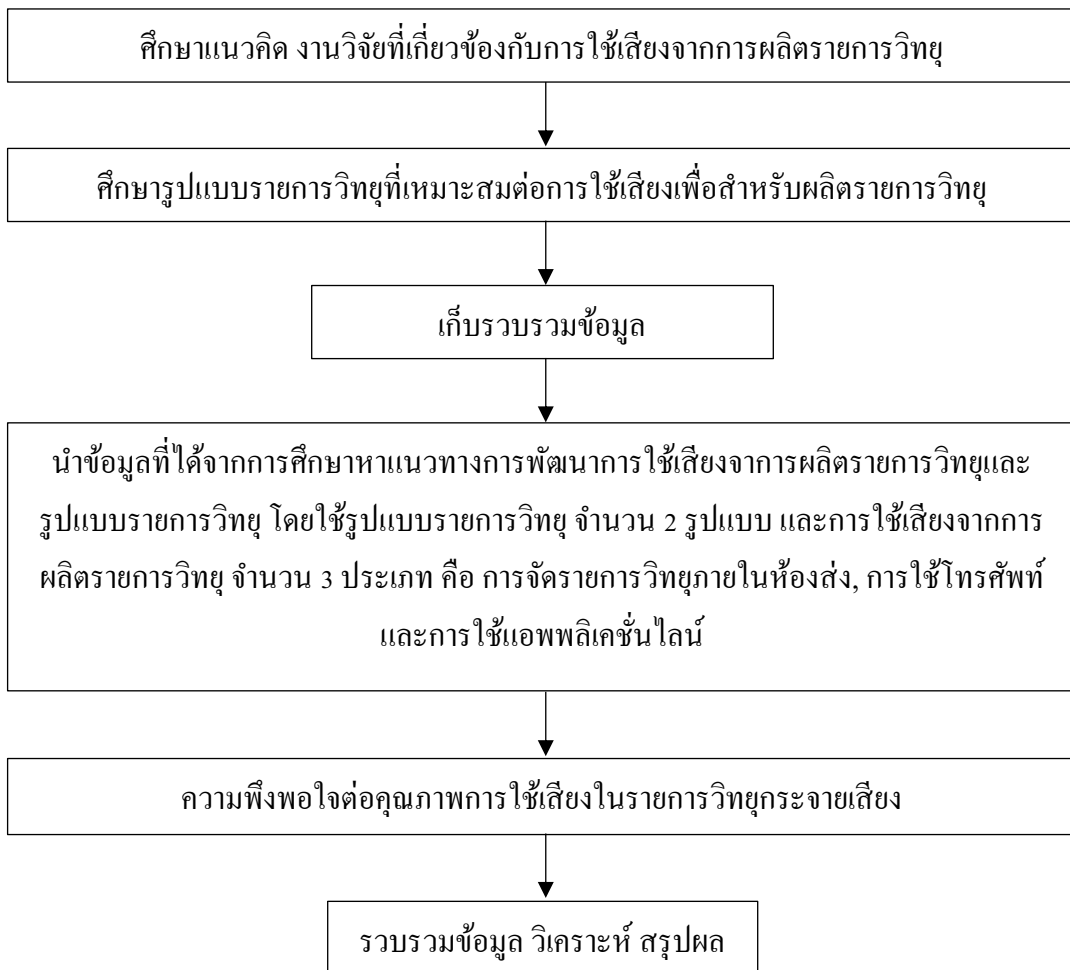 ศึกษาแนวคิด งานวิจัยที่เกี่ยวข้องกับการใช้เสียงจากการผลิตรายการวิทยุ
ศึกษารูปแบบรายการวิทยุที่เหมาะสมต่อการใช้เสียงเพื่อสำหรับผลิตรายการวิทยุ
เก็บรวบรวมข้อมูล
นำข้อมูลที่ได้จากการศึกษาหาแนวทางการพัฒนาการใช้เสียงจาการผลิตรายการวิทยุและ
รูปแบบรายการวิทยุ โดยใช้รูปแบบรายการวิทยุ จำนวน 2 รูปแบบ และการใช้เสียงจากการ
ผลิตรายการวิทยุ จำนวน 3 ประเภท คือ การจัดรายการวิทยุภายในห้องส่ง, การใช้โทรศัพท์
และการใช้แอพพลิเคชั่นไลน์
ความพึงพอใจต่อคุณภาพการใช้เสียงในรายการวิทยุกระจายเสียง
รวบรวมข้อมูล วิเคราะห์ สรุปผล